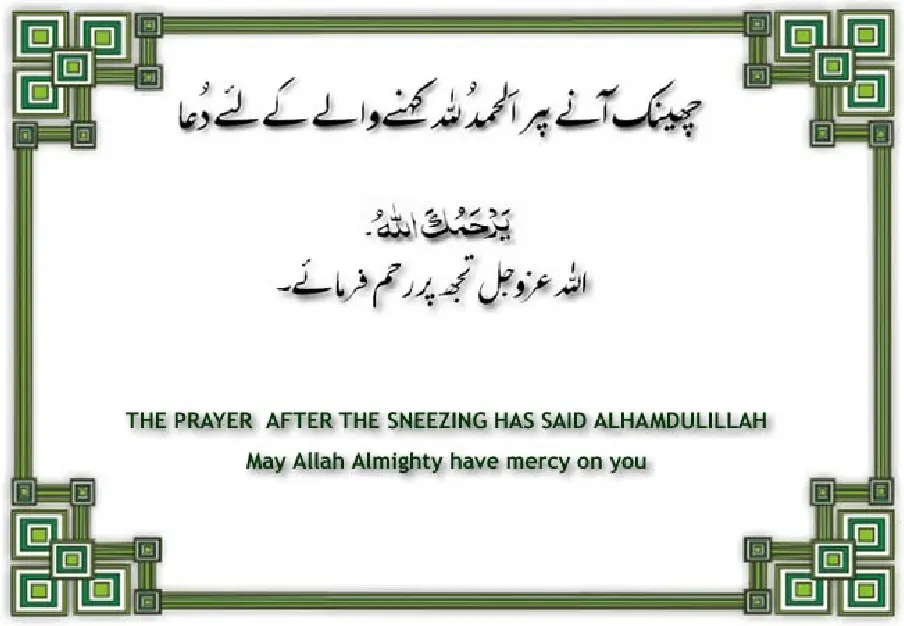 چھینک آنے پر اَلحمدُ للہ کہنے والے کے لئے دُعا
يَرْحَمُكَ اللهُ۔
اللہ عزوجل تجھ پر رحم فرمائے۔
THE PRAYER AFTER THE SNEEZING HAS SAID ALHAMDULILLAH
May Allah Almighty have mercy on you